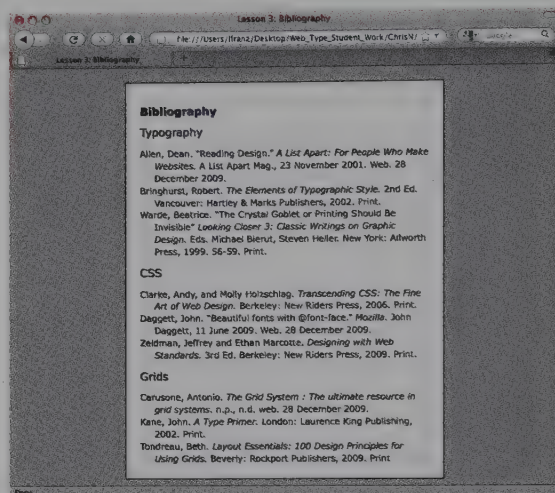 Lesson 3: Bibliography
file:///Users/lfranz/Desktop/Web_Type_Student_Work/ChrisV/
Lesson 3: Bibliography
Bibliography
Typography
Allen, Dean. "Reading Design." A List Apart: For People Who Make
Websites. A List Apart Mag., 23 November 2001. Web. 28
December 2009.
Bringhurst, Robert. The Elements of Typographic Style. 2nd Ed.
Vancouver: Hartley & Marks Publishers, 2002. Print.
Warde, Beatrice. "The Crystal Goblet or Printing Should Be
Invisible" Looking Closer 3: Classic Writings on Graphic
Design. Eds. Michael Bierut, Steven Heller. New York: Allworth
Press, 1999. 56-59. Print.
CSS
Clarke, Andy, and Molly Holzschlag. Transcending CSS: The Fine
Art of Web Design. Berkeley: New Riders Press, 2006. Print.
Daggett, John. "Beautiful fonts with @font-face." Mozilla. John
Daggett, 11 June 2009. Web. 28 December 2009.
Zeldman, Jeffrey and Ethan Marcotte. Designing with Web
Standards. 3rd Ed. Berkeley: New Riders Press, 2009. Print.
Grids
Carusone, Antonio. The Grid System : The ultimate resource in
grid systems. n.p., n.d. web. 28 December 2009.
Kane, John. A Type Primer. London: Laurence King Publishing,
2002. Print.
Tondreau, Beth. Layout Essentials: 100 Design Principles for
Using Grids. Beverly: Rockport Publishers, 2009. Print